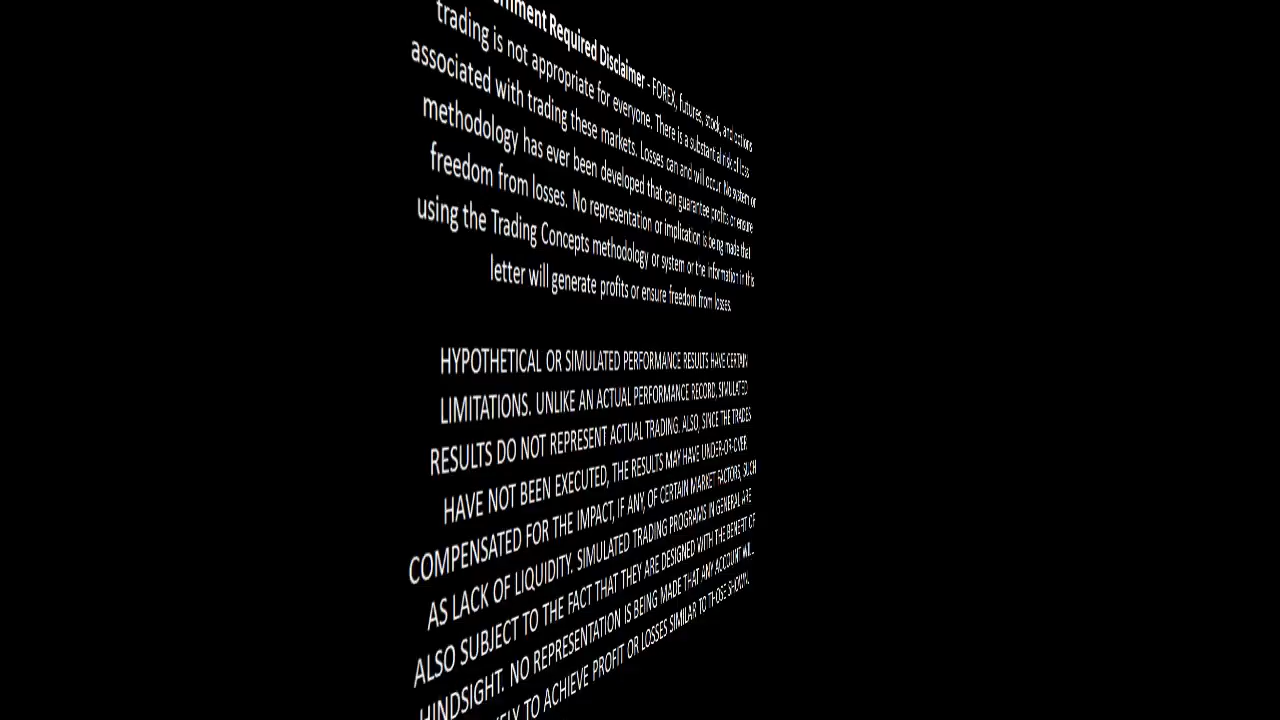 Required Disclaimer - FOREX, futures, stock, and options
trading is not appropriate for everyone. There is a substantial risk of loss
associated with trading these markets. Losses can and will occur. No system or
methodology has ever been developed that can guarantee profits or ensure
freedom from losses. No representation or implication is being made that
using the Trading Concepts methodology or system or the information in this
letter will generate profits or ensure freedom from losses.
HYPOTHETICAL OR SIMULATED PERFORMANCE RESULTS HAVE CERTAIN
LIMITATIONS. UNLIKE AN ACTUAL PERFORMANCE RECORD, SIMULATED
RESULTS DO NOT REPRESENT ACTUAL TRADING. ALSO, SINCE THE TRADES
HAVE NOT BEEN EXECUTED, THE RESULTS MAY HAVE UNDER-OR-OVER
COMPENSATED FOR THE IMPACT, IF ANY, OF CERTAIN MARKET FACTORS, SUCH
AS LACK OF LIQUIDITY. SIMULATED TRADING PROGRAMS IN GENERAL ARE
ALSO SUBJECT TO THE FACT THAT THEY ARE DESIGNED WITH THE BENEFIT OF
HINDSIGHT. NO REPRESENTATION IS BEING MADE THAT ANY ACCOUNT WILL
TO ACHIEVE PROFIT OR LOSSES SIMILAR TO THOSE SHOWN.